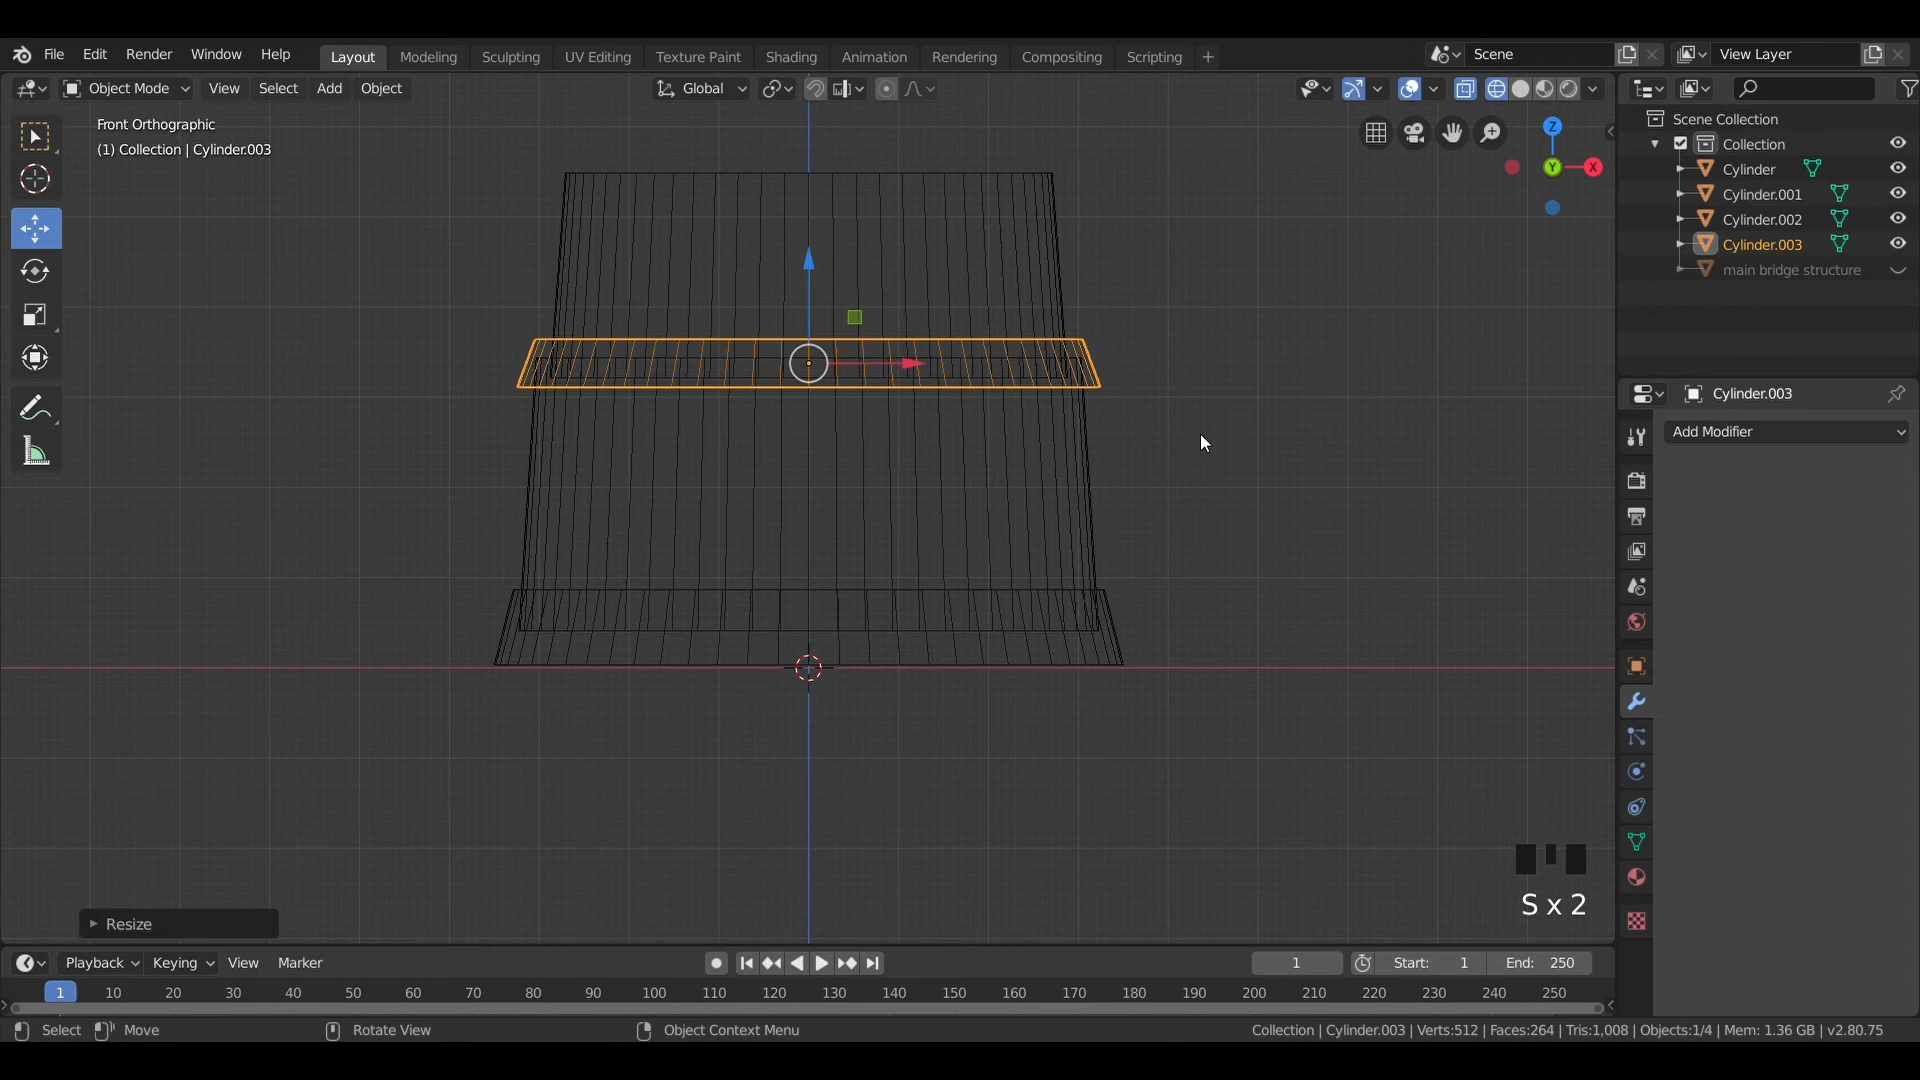 File Edit Render Window Help Layout Modeling Sculpting UV Editing Texture Paint Shading Animation Rendering Compositing Scripting + Scene View Layer
Object Mode View Select Add Object Global
Front Orthographic
(1) Collection | Cylinder.003
Z
Y
X
Scene Collection
Collection
Cylinder
Cylinder.001
Cylinder.002
Cylinder.003
main bridge structure
Cylinder.003
Add Modifier
S x 2
Resize
Playback Keying View Marker 1 Start: 1 End: 250
1 10 20 30 40 50 60 70 80 90 100 110 120 130 140 150 160 170 180 190 200 210 220 230 240 250
Select Move Rotate View Object Context Menu Collection | Cylinder.003 | Verts:512 | Faces:264 | Tris:1,008 | Objects:1/4 | Mem: 1.36 GB | v2.80.75